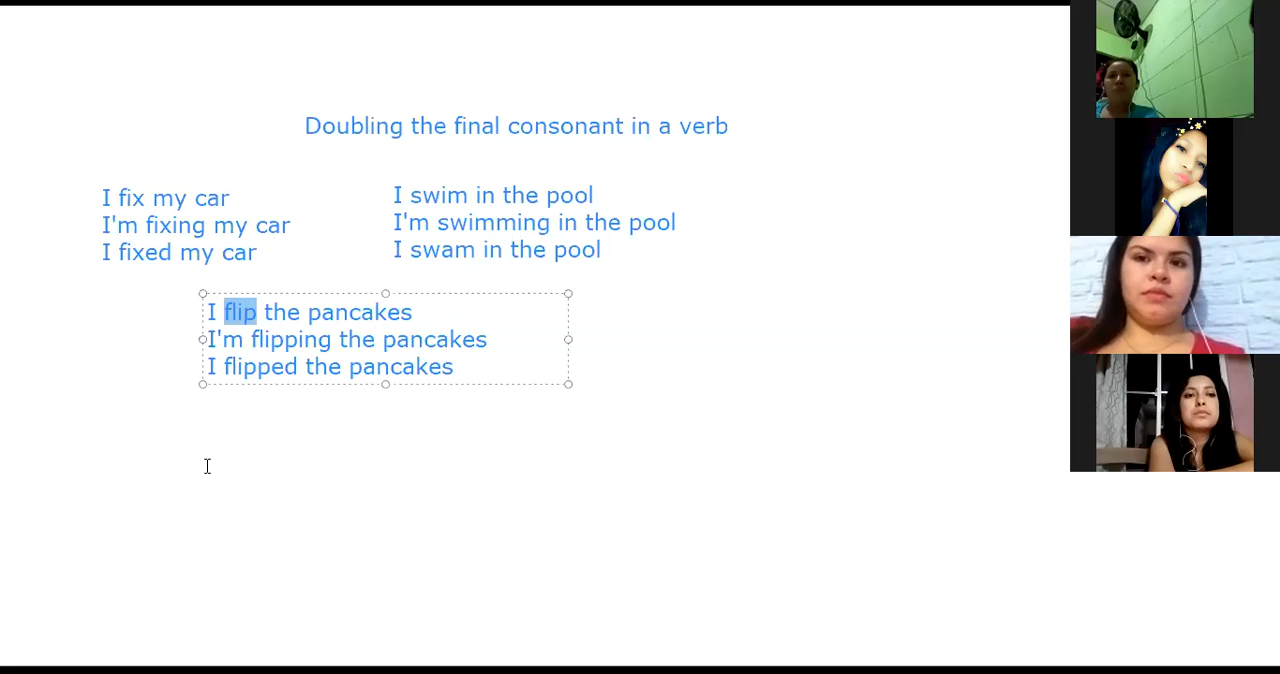 Doubling the final consonant in a verb
I fix my car
I'm fixing my car
I fixed my car
I swim in the pool
I'm swimming in the pool
I swam in the pool
I flip the pancakes
I'm flipping the pancakes
I flipped the pancakes